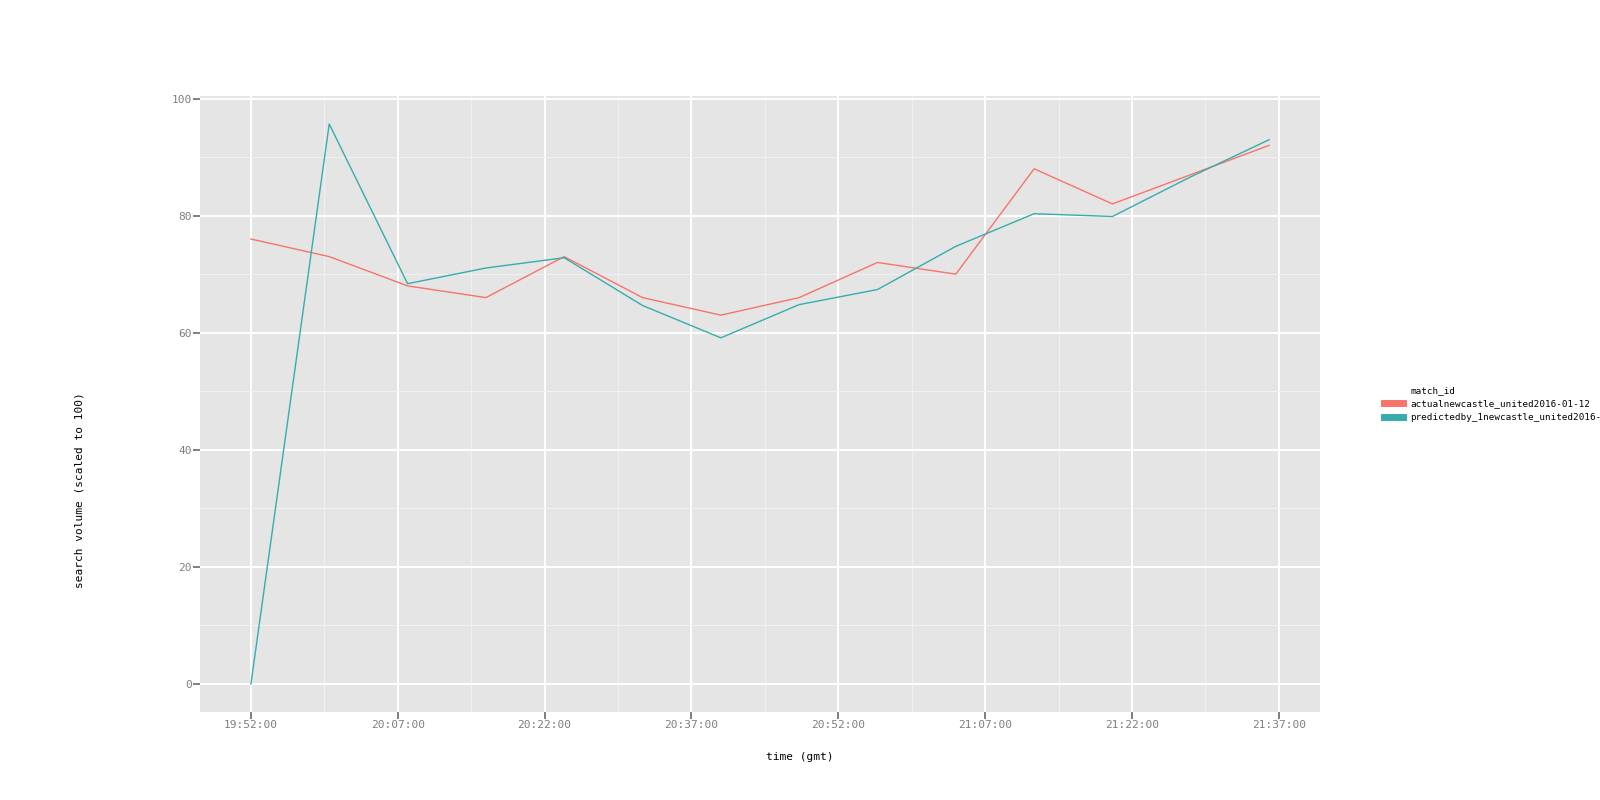 100
80
60
40
20
0
search volume (scaled to 100)
19:52:00 20:07:00 20:22:00 20:37:00 20:52:00 21:07:00 21:22:00 21:37:00
time (gmt)
match_id
actualnewcastle_united2016-01-12
predictedby_1newcastle_united2016-